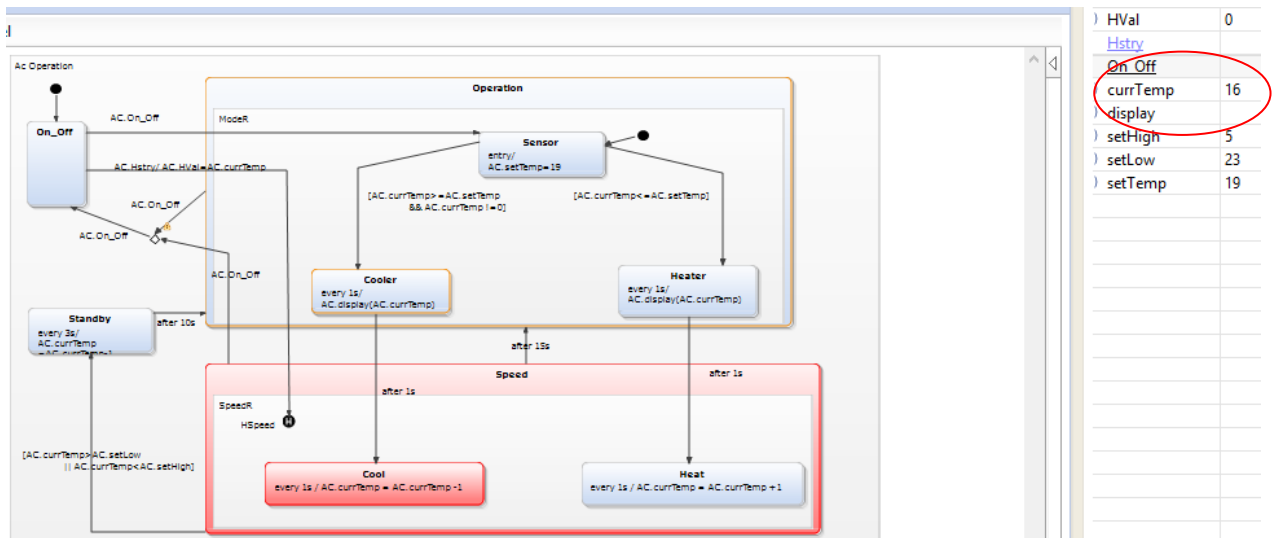 el
Ac Operation
On_Off
AC.On_Off
AC.Hstry/ AC.HVal=AC.currTemp
AC.On_Off
AC.On_Off
AC.On_Off
Operation
ModeR
Sensor
entry/
AC.setTemp=19
[AC.currTemp>=AC.setTemp
&& AC.currTemp !=0]
[AC.currTemp<=AC.setTemp]
Cooler
every 1s/
AC.display(AC.currTemp)
Heater
every 1s/
AC.display(AC.currTemp)
Standby
every 3s/
AC.currTemp
= AC.currTemp-1
after 10s
after 15s
Speed
after 1s
after 1s
SpeedR
HSpeed
H
[AC.currTemp>AC.setLow
|| AC.currTemp<AC.setHigh]
Cool
every 1s / AC.currTemp = AC.currTemp -1
Heat
every 1s / AC.currTemp = AC.currTemp +1
HVal 0
Hstry
On_Off
currTemp 16
display
setHigh 5
setLow 23
setTemp 19